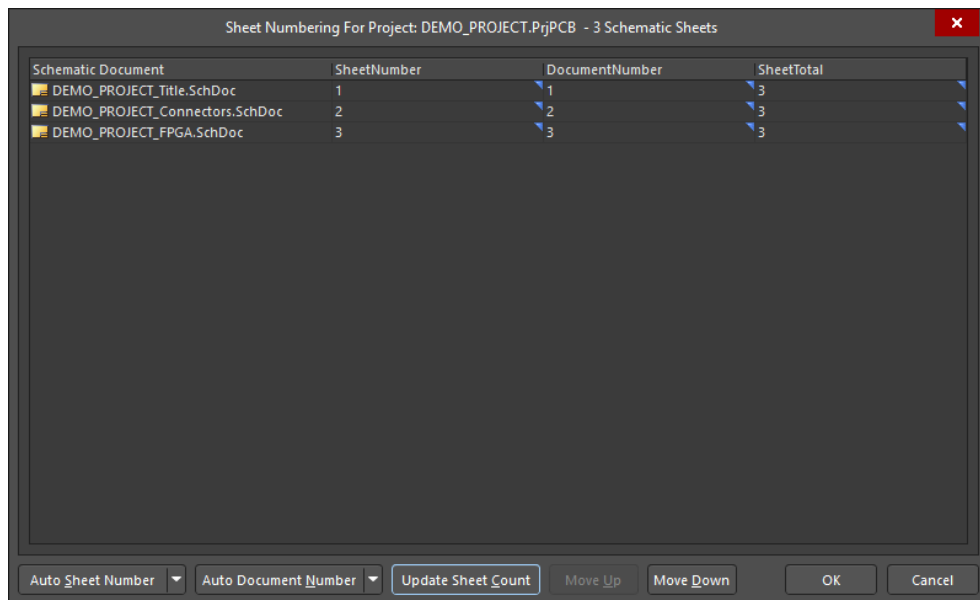 Sheet Numbering For Project: DEMO_PROJECT.PrjPCB - 3 Schematic Sheets
Schematic Document SheetNumber DocumentNumber SheetTotal
DEMO_PROJECT_Title.SchDoc 1 1 3
DEMO_PROJECT_Connectors.SchDoc 2 2 3
DEMO_PROJECT_FPGA.SchDoc 3 3 3
Auto Sheet Number Auto Document Number Update Sheet Count Move Up Move Down OK Cancel